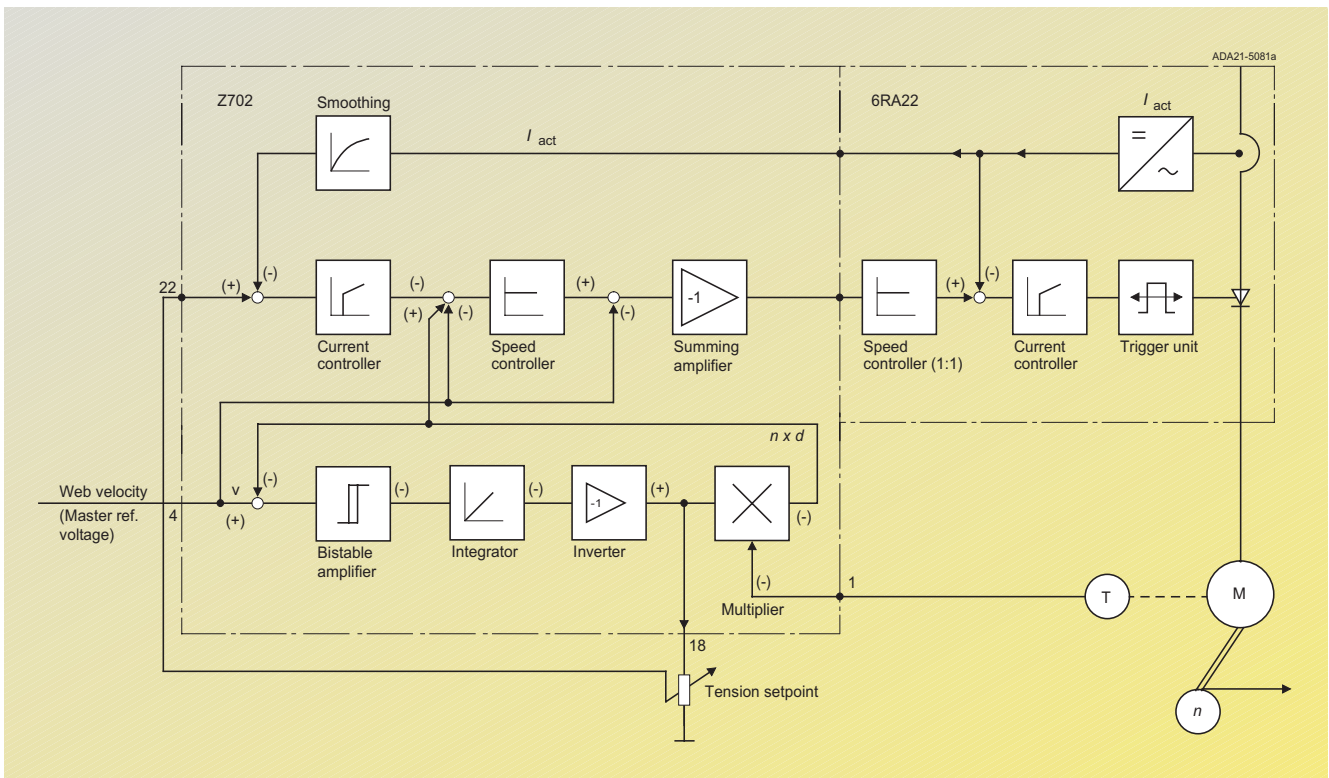 ADA21-5081a
Z702
6RA22
Smoothing
I act
I act
=
~
22
(+)
(-)
(-)
(+)
(-)
(+)
(-)
-1
(+)
(-)
Current
controller
Speed
controller
Summing
amplifier
Speed
controller (1:1)
Current
controller
Trigger unit
n x d
Web velocity
(Master ref.
voltage)
4
v
(+)
(-)
(-)
(-)
-1
(+)
(-)
Bistable
amplifier
Integrator
Inverter
(-)
Multiplier
1
T
M
18
Tension setpoint
n